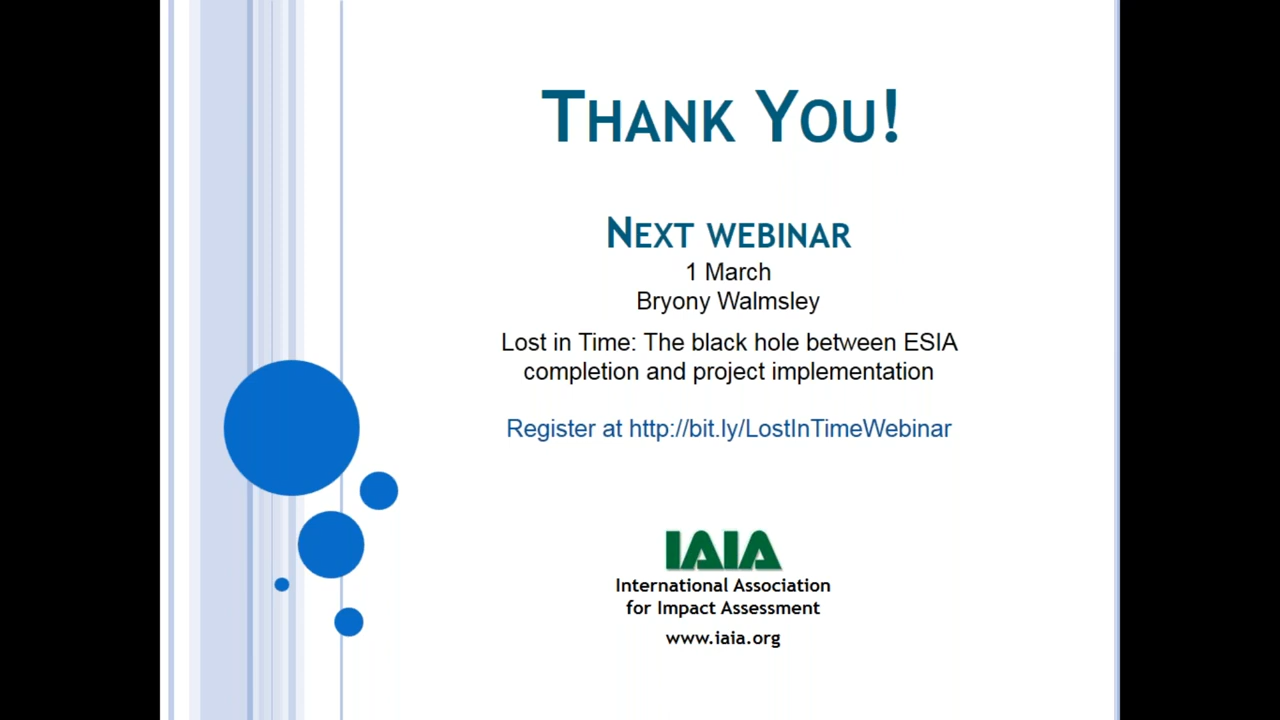 THANK YOU!
NEXT WEBINAR
1 March
Bryony Walmsley
Lost in Time: The black hole between ESIA
completion and project implementation
Register at http://bit.ly/LostInTimeWebinar
IAIA
International Association
for Impact Assessment
www.iaia.org